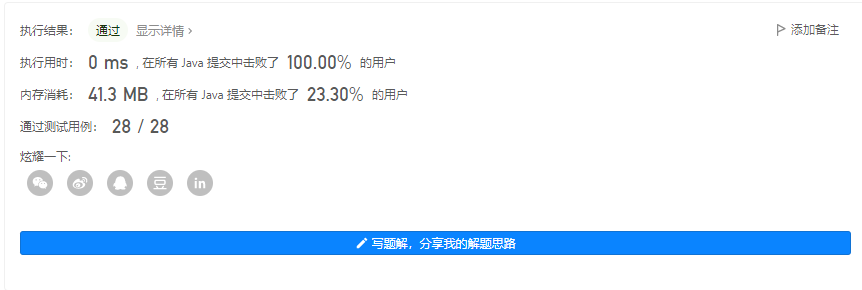 执行结果： 通过 显示详情 › 添加备注
执行用时： 0 ms , 在所有 Java 提交中击败了 100.00% 的用户
内存消耗： 41.3 MB , 在所有 Java 提交中击败了 23.30% 的用户
通过测试用例： 28 / 28
炫耀一下:
豆 in
写题解，分享我的解题思路